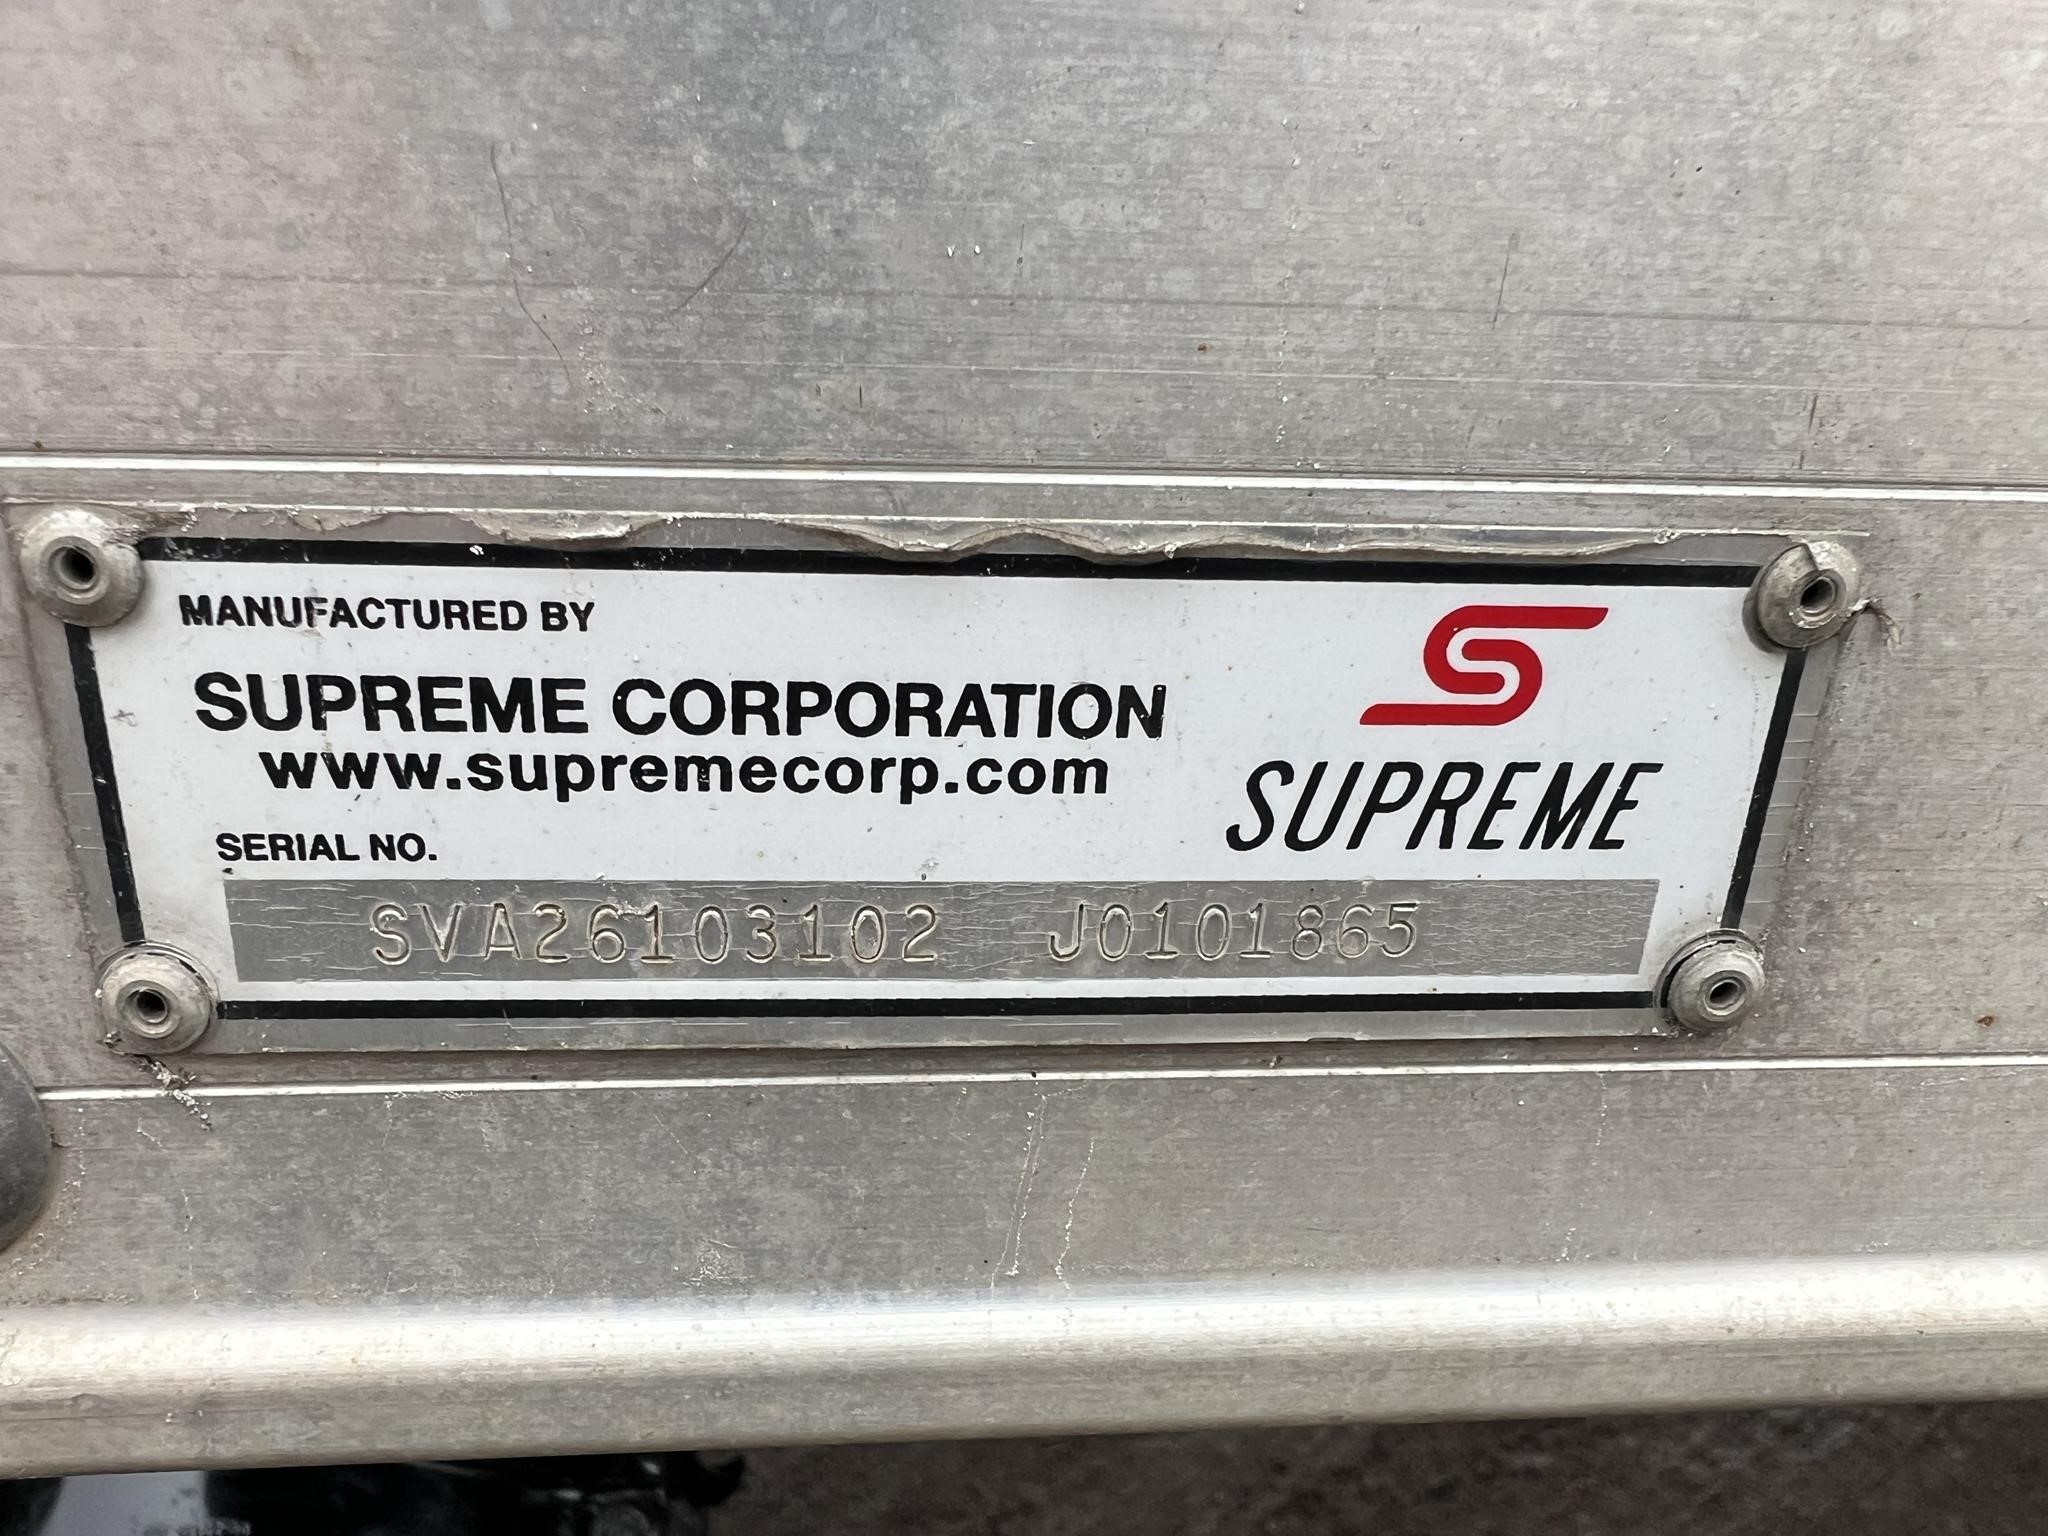 MANUFACTURED BY
SUPREME CORPORATION
www.supremecorp.com
SUPREME
SERIAL NO.
SVA26103102 J0101865